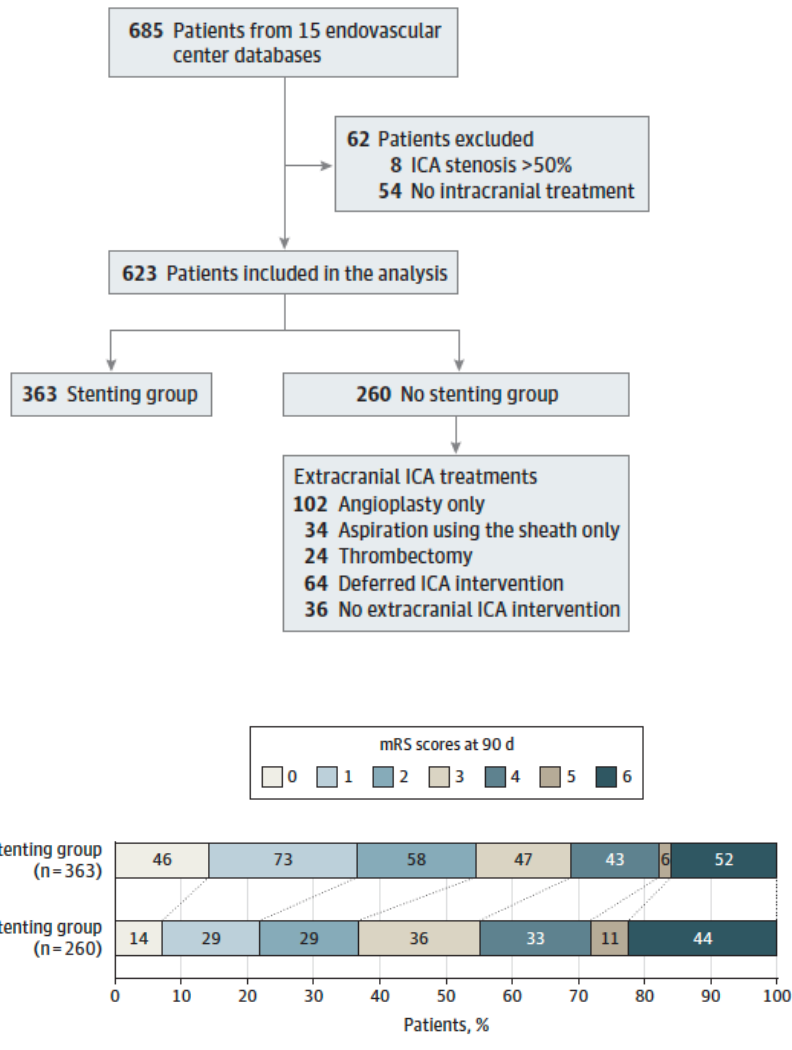 685 Patients from 15 endovascular
center databases
62 Patients excluded
8 ICA stenosis >50%
54 No intracranial treatment
623 Patients included in the analysis
363 Stenting group
260 No stenting group
Extracranial ICA treatments
102 Angioplasty only
34 Aspiration using the sheath only
24 Thrombectomy
64 Deferred ICA intervention
36 No extracranial ICA intervention
mRS scores at 90 d
0 1 2 3 4 5 6
tenting group
(n=363)
46 73 58 47 43 6 52
tenting group
(n=260)
14 29 29 36 33 11 44
0 10 20 30 40 50 60 70 80 90 100
Patients, %